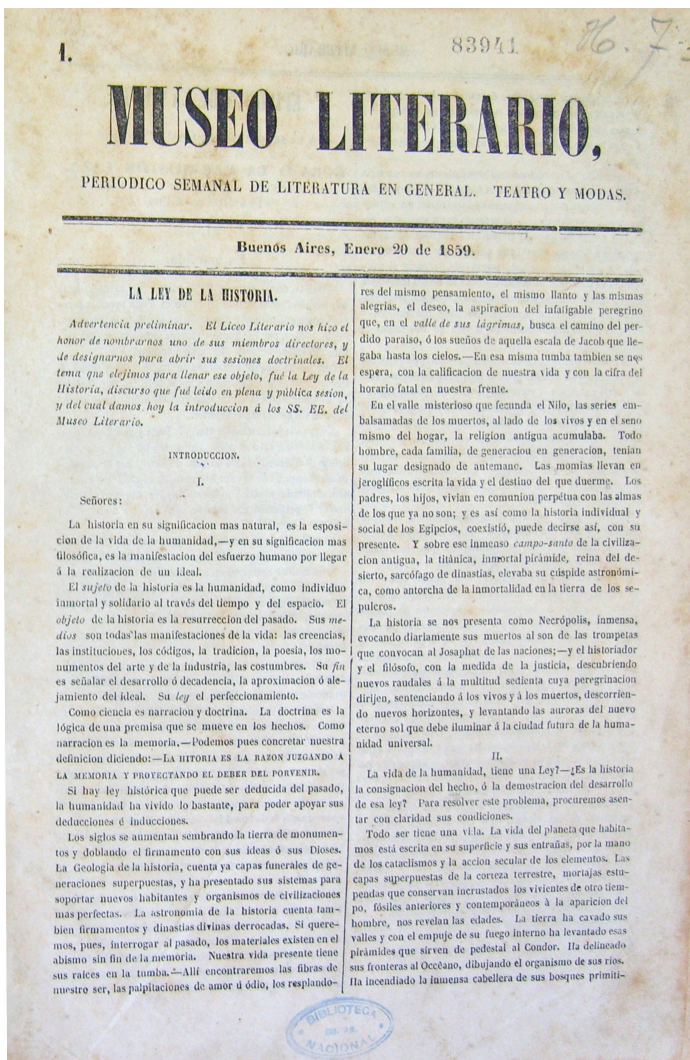 1.
83941
MUSEO LITERARIO,
PERIODICO SEMANAL DE LITERATURA EN GENERAL. TEATRO Y MODAS.
Buenos Aires, Enero 20 de 1859.
LA LEY DE LA HISTORIA.
Advertencia preliminar. El Liceo Literario nos hizo el
honor de nombrarnos uno de sus miembros directores, y
de designarnos para abrir sus sesiones doctrinales. El
tema que elejimos para llenar ese objeto, fué la Ley de la
Historia, discurso que fué leido en plena y pública sesion,
y del cual damos hoy la introduccion á los SS. EE. del
Museo Literario.
INTRODUCCION.
I.
Señores:
La historia en su significacion mas natural, es la esposi-
cion de la vida de la humanidad,—y en su significacion mas
filosófica, es la manifestacion del esfuerzo humano por llegar
á la realizacion de un ideal.
El sujeto de la historia es la humanidad, como individuo
inmortal y solidario al través del tiempo y del espacio. El
objeto de la historia es la resurreccion del pasado. Sus me-
dios son todas las manifestaciones de la vida: las creencias,
las instituciones, los códigos, la tradicion, la poesia, los mo-
numentos del arte y de la industria, las costumbres. Su fin
es señalar el desarrollo ó decadencia, la aproximacion ó ale-
jamiento del ideal. Su ley el perfeccionamiento.
Como ciencia es narracion y doctrina. La doctrina es la
lógica de una premisa que se mueve en los hechos. Como
narracion es la memoria.—Podemos pues concretar nuestra
definicion diciendo:—LA HITORIA ES LA RAZON JUZGANDO A
LA MEMORIA Y PROYECTANDO EL DEBER DEL PORVENIR.
Si hay ley histórica que puede ser deducida del pasado,
la humanidad ha vivido lo bastante, para poder apoyar sus
deducciones é inducciones.
Los siglos se aumentan sembrando la tierra de monumen-
tos y doblando el firmamento con sus ideas ó sus Dioses.
La Geologia de la historia, cuenta ya capas funerales de ge-
neraciones superpuestas, y ha presentado sus sistemas para
soportar nuevos habitantes y organismos de civilizaciones
mas perfectas. La astronomia de la historia cuenta tam-
bien firmamentos y dinastias divinas derrocadas. Si quere-
mos, pues, interrogar al pasado, los materiales existen en el
abismo sin fin de la memoria. Nuestra vida presente tiene
sus raices en la tumba.—Allí encontraremos las fibras de
nuestro ser, las palpitaciones de amor ú ódio, los resplando-
res del mismo pensamiento, el mismo llanto y las mismas
alegrias, el deseo, la aspiracion del infatigable peregrino
que, en el valle de sus lágrimas, busca el camino del per-
dido paraiso, ó los sueños de aquella escala de Jacob que lle-
gaba hasta los cielos.—En esa misma tumba tambien se nos
espera, con la calificacion de nuestra vida y con la cifra del
horario fatal en nuestra frente.
En el valle misterioso que fecunda el Nilo, las series em-
balsamadas de los muertos, al lado de los vivos y en el seno
mismo del hogar, la religion antigua acumulaba. Todo
hombre, cada familia, de generacion en generacion, tenian
su lugar designado de antemano. Las momias llevan en
jeroglíficos escrita la vida y el destino del que duerme. Los
padres, los hijos, vivian en comunion perpétua con las almas
de los que ya no son; y es así como la historia individual y
social de los Egipcios, coexistió, puede decirse así, con su
presente. Y sobre ese inmenso campo-santo de la civiliza-
cion antigua, la titánica, inmortal pirámide, reina del de-
sierto, sarcófago de dinastias, elevaba su cúspide astronómi-
ca, como antorcha de la inmortalidad en la tierra de los se-
pulcros.
La historia se nos presenta como Necrópolis, inmensa,
evocando diariamente sus muertos al son de las trompetas
que convocan al Josaphat de las naciones;—y el historiador
y el filósofo, con la medida de la justicia, descubriendo
nuevos raudales á la multitud sedienta cuya peregrinacion
dirijen, sentenciando á los vivos y á los muertos, descorrien-
do nuevos horizontes, y levantando las auroras del nuevo
eterno sol que debe iluminar á la ciudad futura de la huma-
nidad universal.
II.
La vida de la humanidad, tiene una Ley?—¿Es la historia
la consignacion del hecho, ó la demostracion del desarrollo
de esa ley? Para resolver este problema, procuremos asen-
tar con claridad sus condiciones.
Todo ser tiene una vida. La vida del planeta que habita-
mos está escrita en su superficie y sus entrañas, por la mano
de los cataclismos y la accion secular de los elementos. Las
capas superpuestas de la corteza terrestre, mortajas estu-
pendas que conservan incrustados los vivientes de otro tiem-
po, fósiles anteriores y contemporáneos à la aparicion del
hombre, nos revelan las edades. La tierra ha cavado sus
valles y con el empuje de su fuego interno ha levantado esas
pirámides que sirven de pedestal al Condor. Ha delineado
sus fronteras al Occéano, dibujando el organismo de sus rios.
Ha incendiado la inmensa cabellera de sus bosques primiti-
BIBLIOTECA
NACIONAL